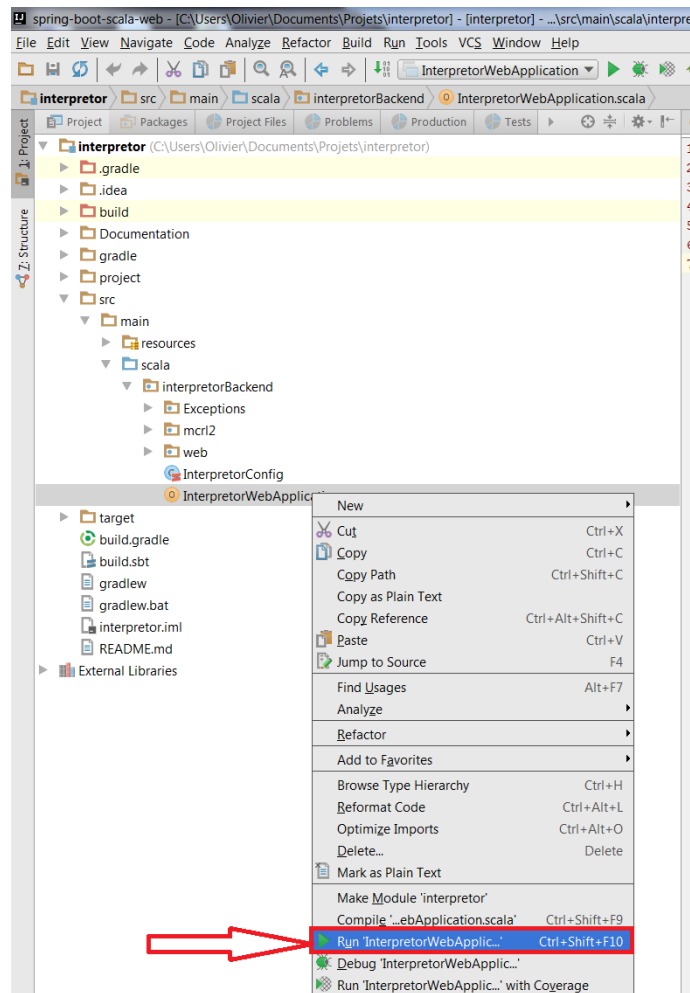 spring-boot-scala-web - [C:\Users\Olivier\Documents\Projets\interpretor] - [interpretor] - ...\src\main\scala\interpre
File Edit View Navigate Code Analyze Refactor Build Run Tools VCS Window Help
InterpretorWebApplication
interpretor src main scala interpretorBackend InterpretorWebApplication.scala
1: Project
Z: Structure
Project Packages Project Files Problems Production Tests
interpretor (C:\Users\Olivier\Documents\Projets\interpretor)
.gradle
.idea
build
Documentation
gradle
project
src
main
resources
scala
interpretorBackend
Exceptions
mcrl2
web
InterpretorConfig
InterpretorWebApplic
target
build.gradle
build.sbt
gradlew
gradlew.bat
interpretor.iml
README.md
External Libraries
New
Cut Ctrl+X
Copy Ctrl+C
Copy Path Ctrl+Shift+C
Copy as Plain Text
Copy Reference Ctrl+Alt+Shift+C
Paste Ctrl+V
Jump to Source F4
Find Usages Alt+F7
Analyze
Refactor
Add to Favorites
Browse Type Hierarchy Ctrl+H
Reformat Code Ctrl+Alt+L
Optimize Imports Ctrl+Alt+O
Delete... Delete
Mark as Plain Text
Make Module 'interpretor'
Compile '...ebApplication.scala' Ctrl+Shift+F9
Run 'InterpretorWebApplic...' Ctrl+Shift+F10
Debug 'InterpretorWebApplic...'
Run 'InterpretorWebApplic...' with Coverage